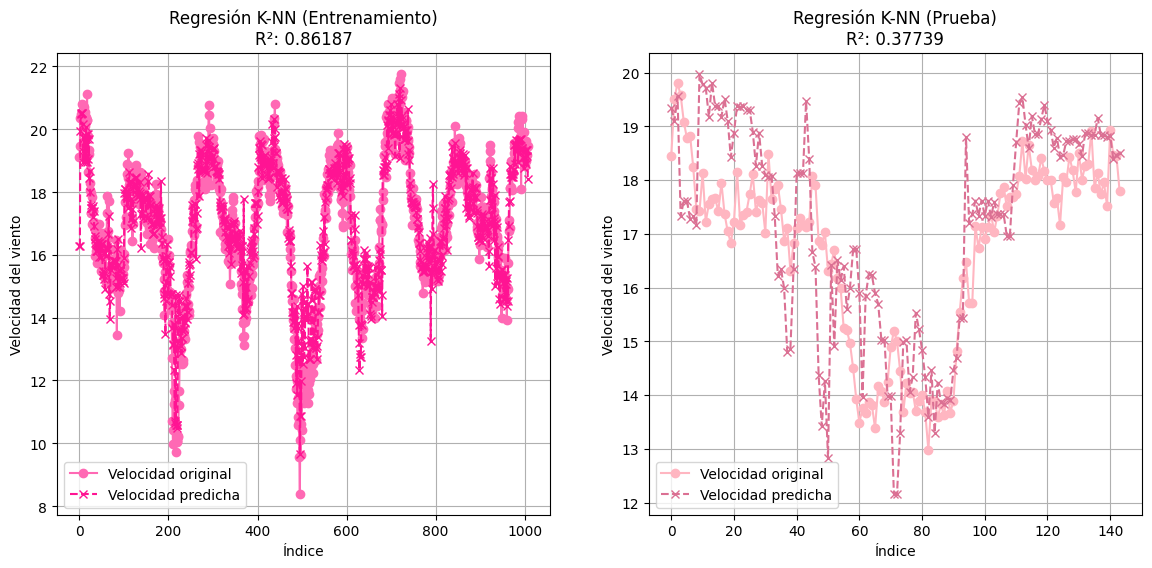 Regresión K-NN (Entrenamiento)
R²: 0.86187
Velocidad del viento
22
20
18
16
14
12
10
8
Velocidad original
Velocidad predicha
0
200
400
600
800
1000
Índice
Regresión K-NN (Prueba)
R²: 0.37739
Velocidad del viento
20
19
18
17
16
15
14
13
12
Velocidad original
Velocidad predicha
0
20
40
60
80
100
120
140
Índice